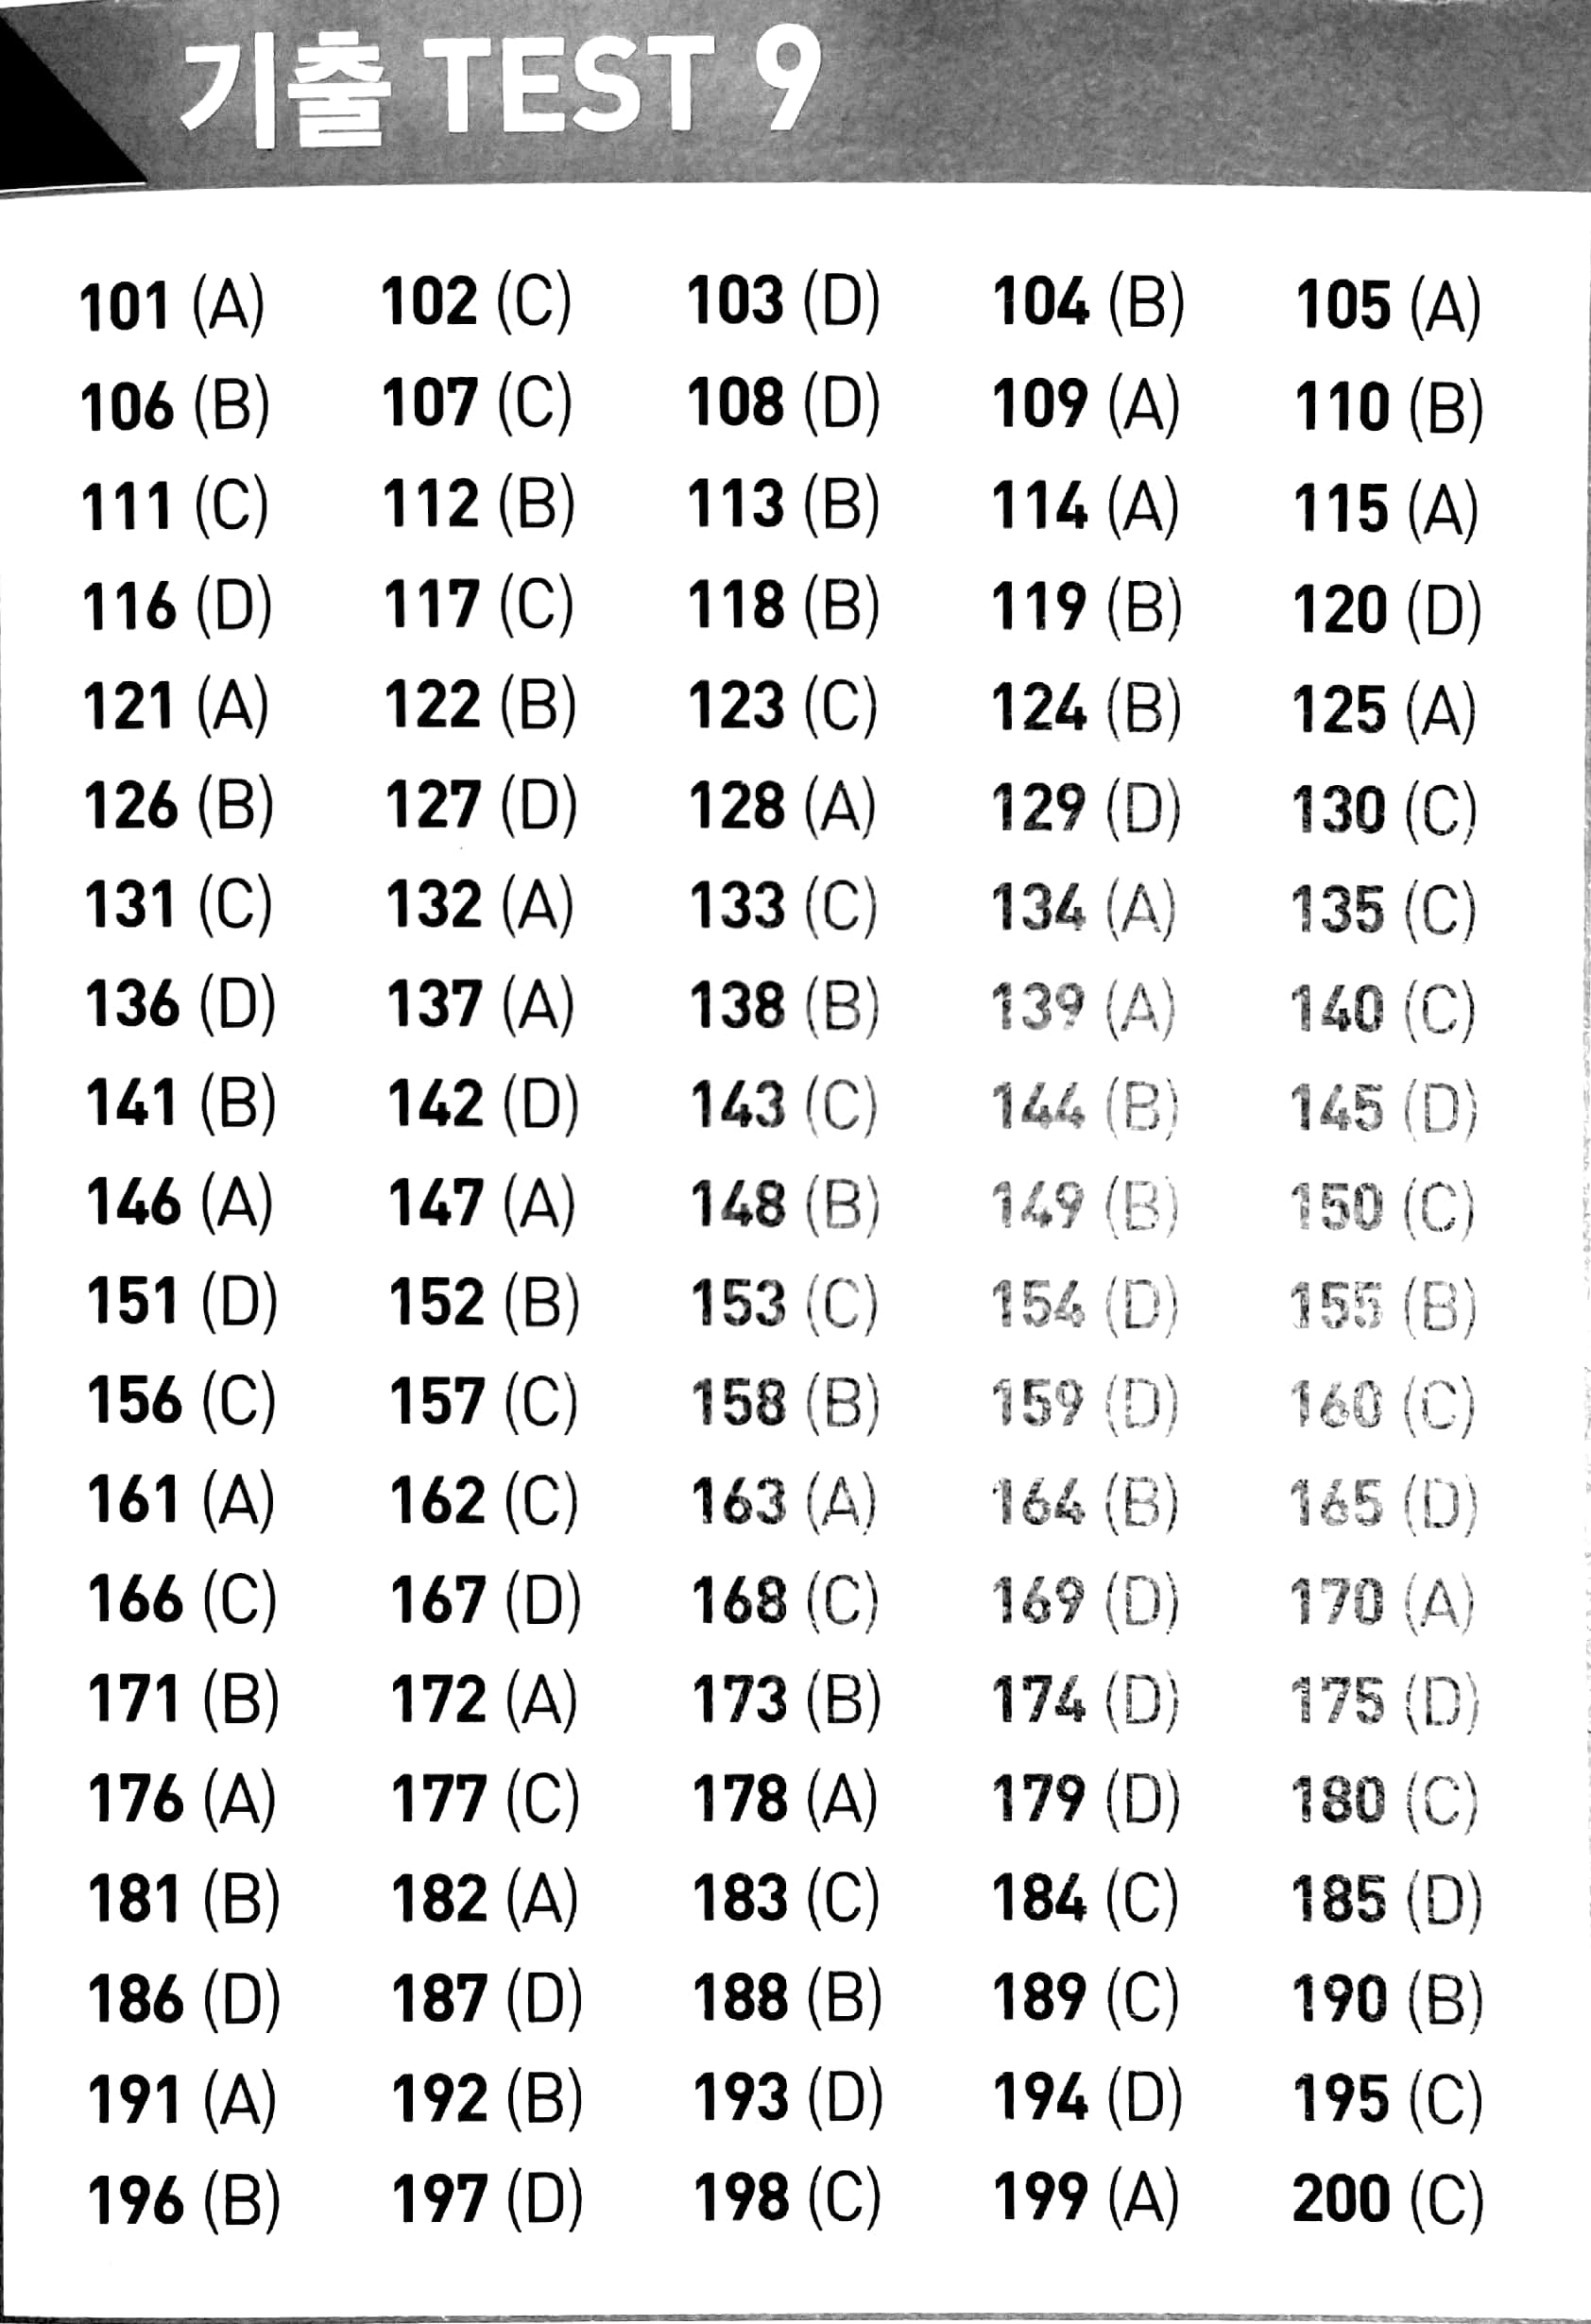 기출 TEST 9
101 (A) 102 (C) 103 (D) 104 (B) 105 (A)
106 (B) 107 (C) 108 (D) 109 (A) 110 (B)
111 (C) 112 (B) 113 (B) 114 (A) 115 (A)
116 (D) 117 (C) 118 (B) 119 (B) 120 (D)
121 (A) 122 (B) 123 (C) 124 (B) 125 (A)
126 (B) 127 (D) 128 (A) 129 (D) 130 (C)
131 (C) 132 (A) 133 (C) 134 (A) 135 (C)
136 (D) 137 (A) 138 (B) 139 (A) 140 (C)
141 (B) 142 (D) 143 (C) 144 (B) 145 (D)
146 (A) 147 (A) 148 (B) 149 (B) 150 (C)
151 (D) 152 (B) 153 (C) 154 (D) 155 (B)
156 (C) 157 (C) 158 (B) 159 (D) 160 (C)
161 (A) 162 (C) 163 (A) 164 (B) 165 (D)
166 (C) 167 (D) 168 (C) 169 (D) 170 (A)
171 (B) 172 (A) 173 (B) 174 (D) 175 (D)
176 (A) 177 (C) 178 (A) 179 (D) 180 (C)
181 (B) 182 (A) 183 (C) 184 (C) 185 (D)
186 (D) 187 (D) 188 (B) 189 (C) 190 (B)
191 (A) 192 (B) 193 (D) 194 (D) 195 (C)
196 (B) 197 (D) 198 (C) 199 (A) 200 (C)